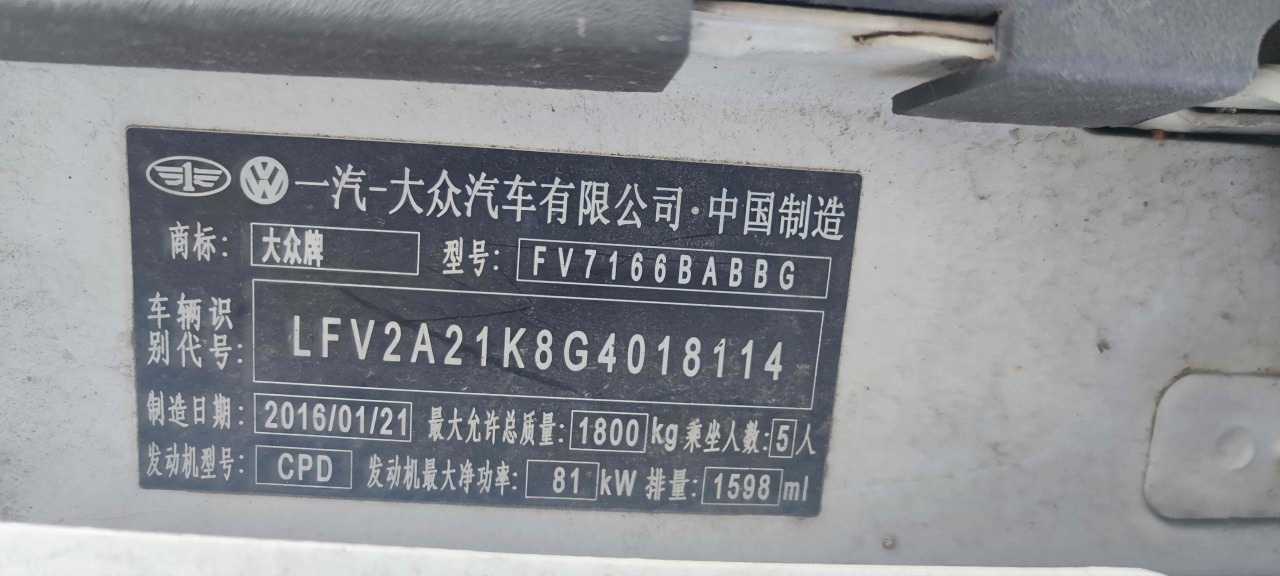 1 VW 一汽-大众汽车有限公司·中国制造
商标: 大众牌 型号: FV7166BABBG
车辆识
别代号: LFV2A21K8G4018114
制造日期: 2016/01/21 最大允许总质量: 1800 kg 乘坐人数: 5 人
发动机型号: CPD 发动机最大净功率: 81 kW 排量: 1598 ml